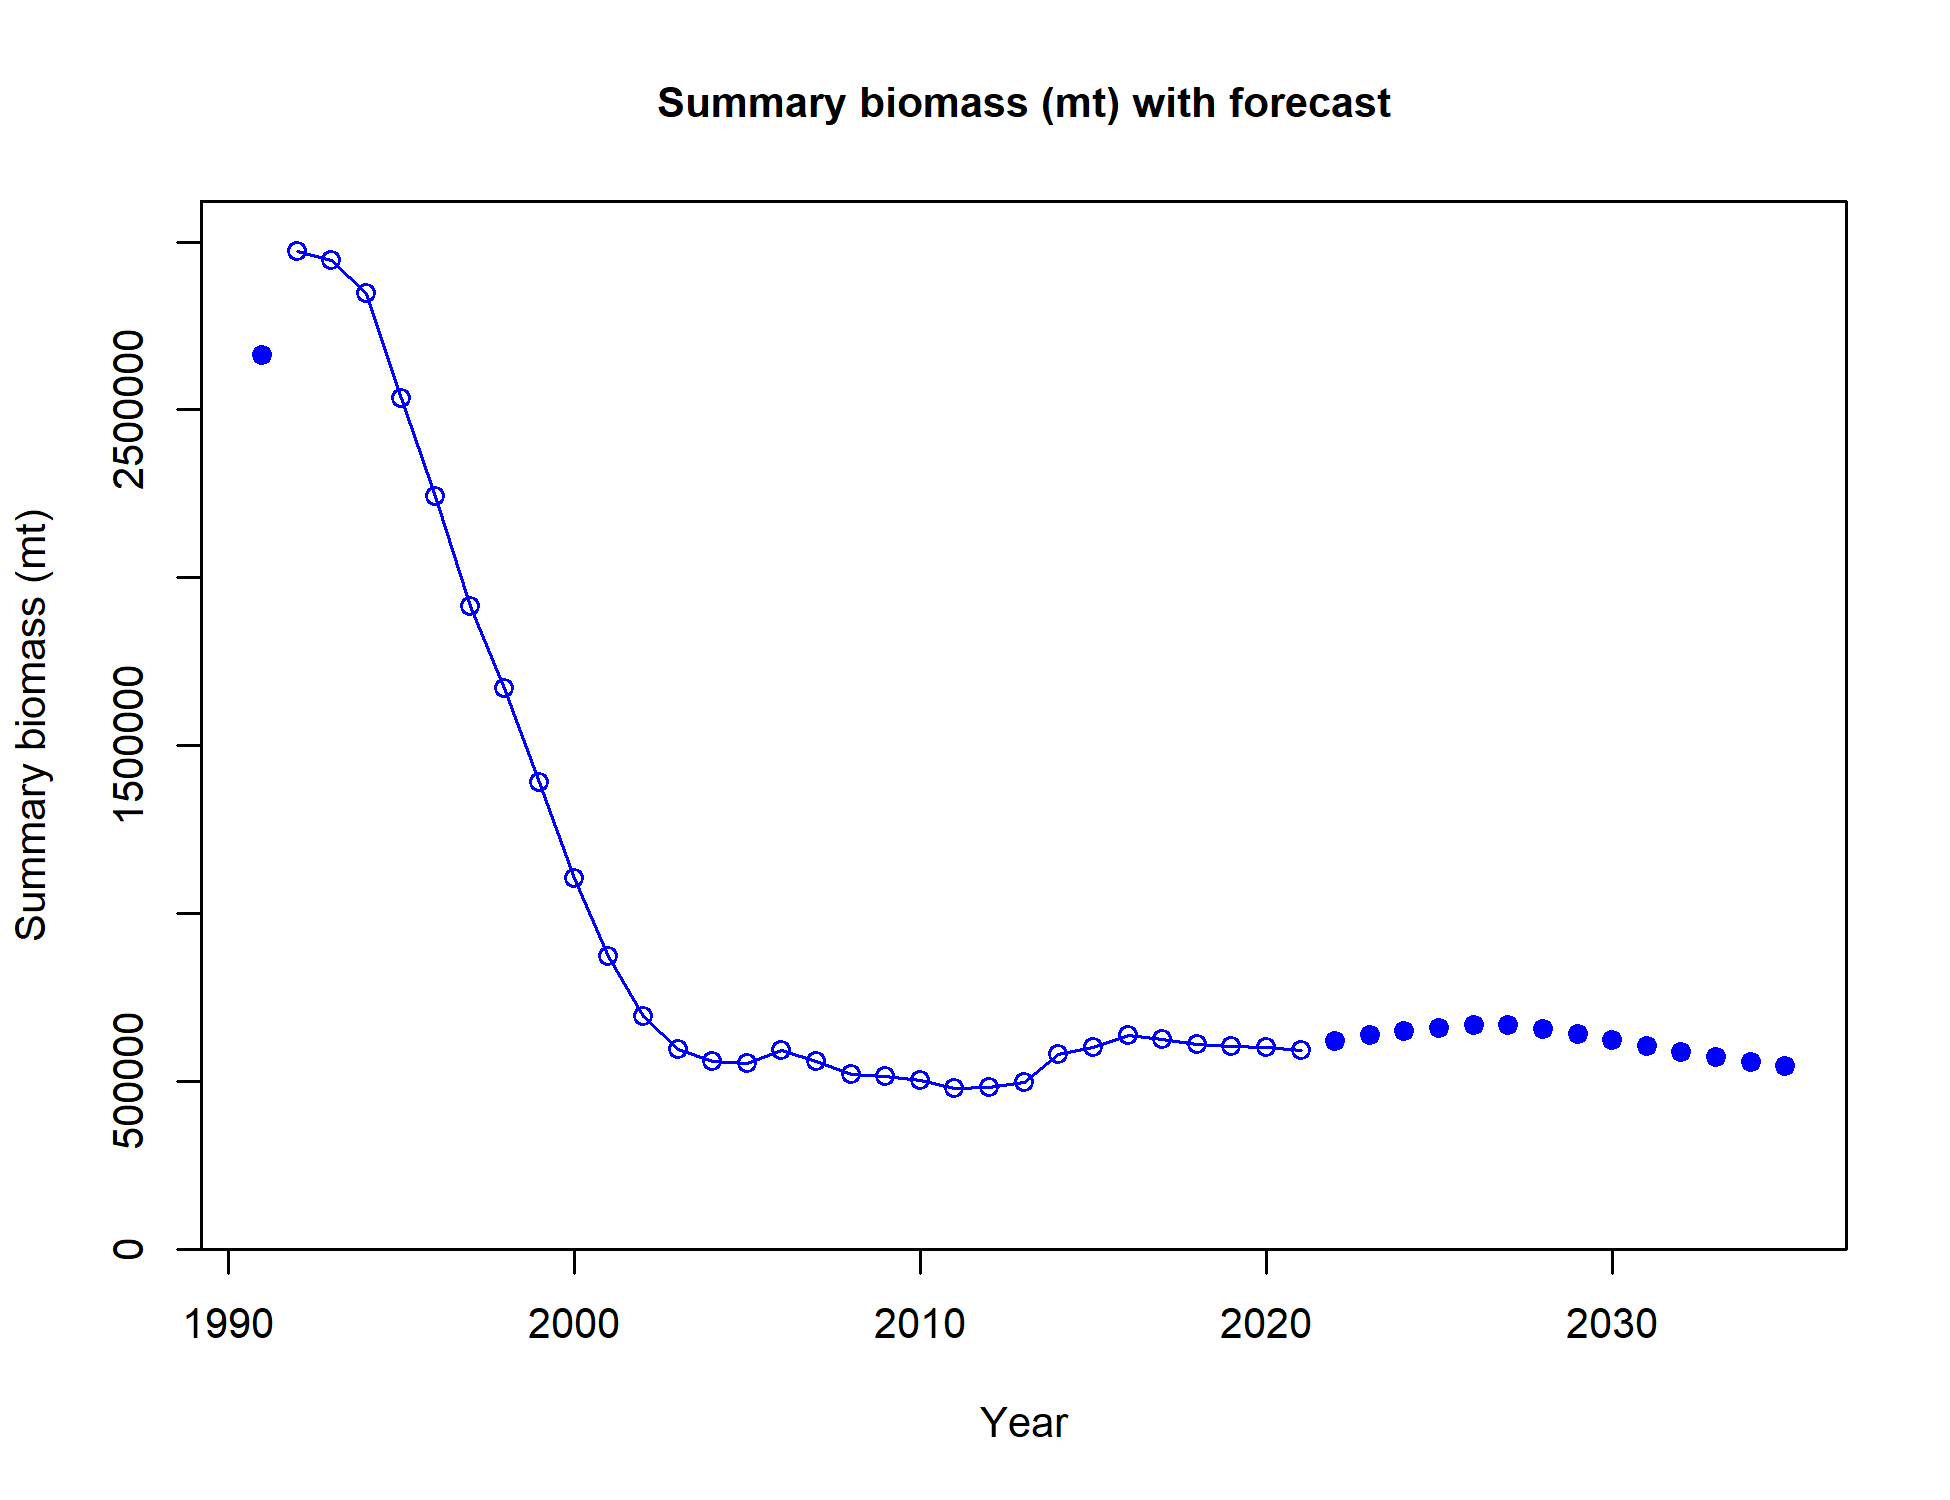 Summary biomass (mt) with forecast
Summary biomass (mt)
2500000
1500000
500000
0
1990 2000 2010 2020 2030
Year